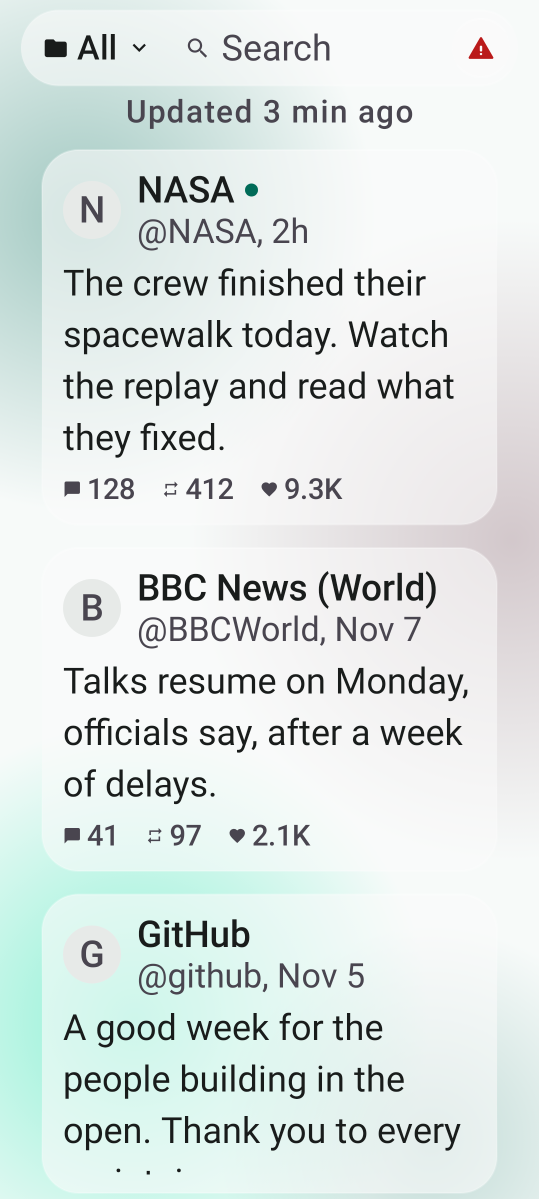 All Search
Updated 3 min ago
N
NASA
@NASA, 2h
The crew finished their
spacewalk today. Watch
the replay and read what
they fixed.
128 412 9.3K
B
BBC News (World)
@BBCWorld, Nov 7
Talks resume on Monday,
officials say, after a week
of delays.
41 97 2.1K
G
GitHub
@github, Nov 5
A good week for the
people building in the
open. Thank you to every